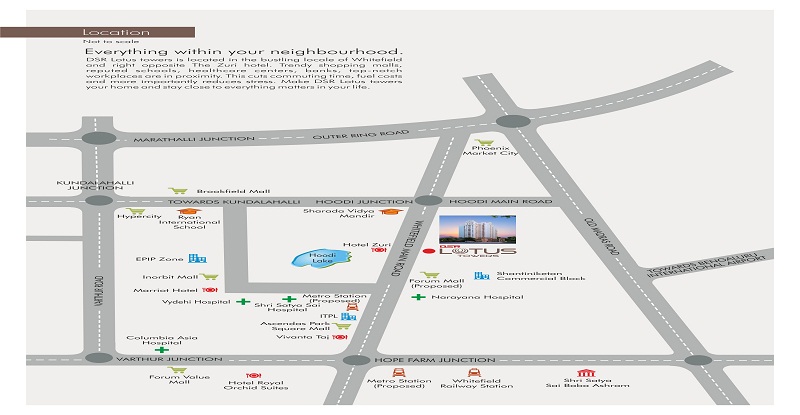 Location
Not to scale
Everything within your neighbourhood.
DSR Lotus towers is located in the bustling locale of Whitefield
and right opposite The Zuri hotel. Trendy shopping malls,
reputed schools, healthcare centers, banks, top-notch
workplaces are in proximity. This cuts commuting time, fuel costs
and more importantly reduces stress. Make DSR Lotus towers
your home and stay close to everything matters in your life.
MARATHALLI JUNCTION
OUTER RING ROAD
Phoenix
Market City
KUNDALAHALLI
JUNCTION
Brookfield Mall
TOWARDS KUNDALAHALLI
HOODI JUNCTION
HOODI MAIN ROAD
Hypercity
Ryan
International
School
Sharada Vidya
Mandir
WHITEFIELD MAIN ROAD
OLD MADRAS ROAD
DSR
LOTUS
TOWERS
Hotel Zuri
Hoodi
Lake
EPIP Zone
TOWARDS BENGALURU
INTERNATIONAL AIRPORT
Inorbit Mall
Forum Mall
(Proposed)
Shantiniketan
Commercial Block
Marriat Hotel
VARTHUR ROAD
Vydehi Hospital
Shri Satya Sai
Hospital
Metro Station
(Proposed)
Narayana Hospital
ITPL
Ascendas Park
Square Mall
Vivanta Taj
Columbia Asia
Hospital
VARTHUR JUNCTION
HOPE FARM JUNCTION
Forum Value
Mall
Hotel Royal
Orchid Suites
Metro Station
(Proposed)
Whitefield
Railway Station
Shri Satya
Sai Baba Ashram